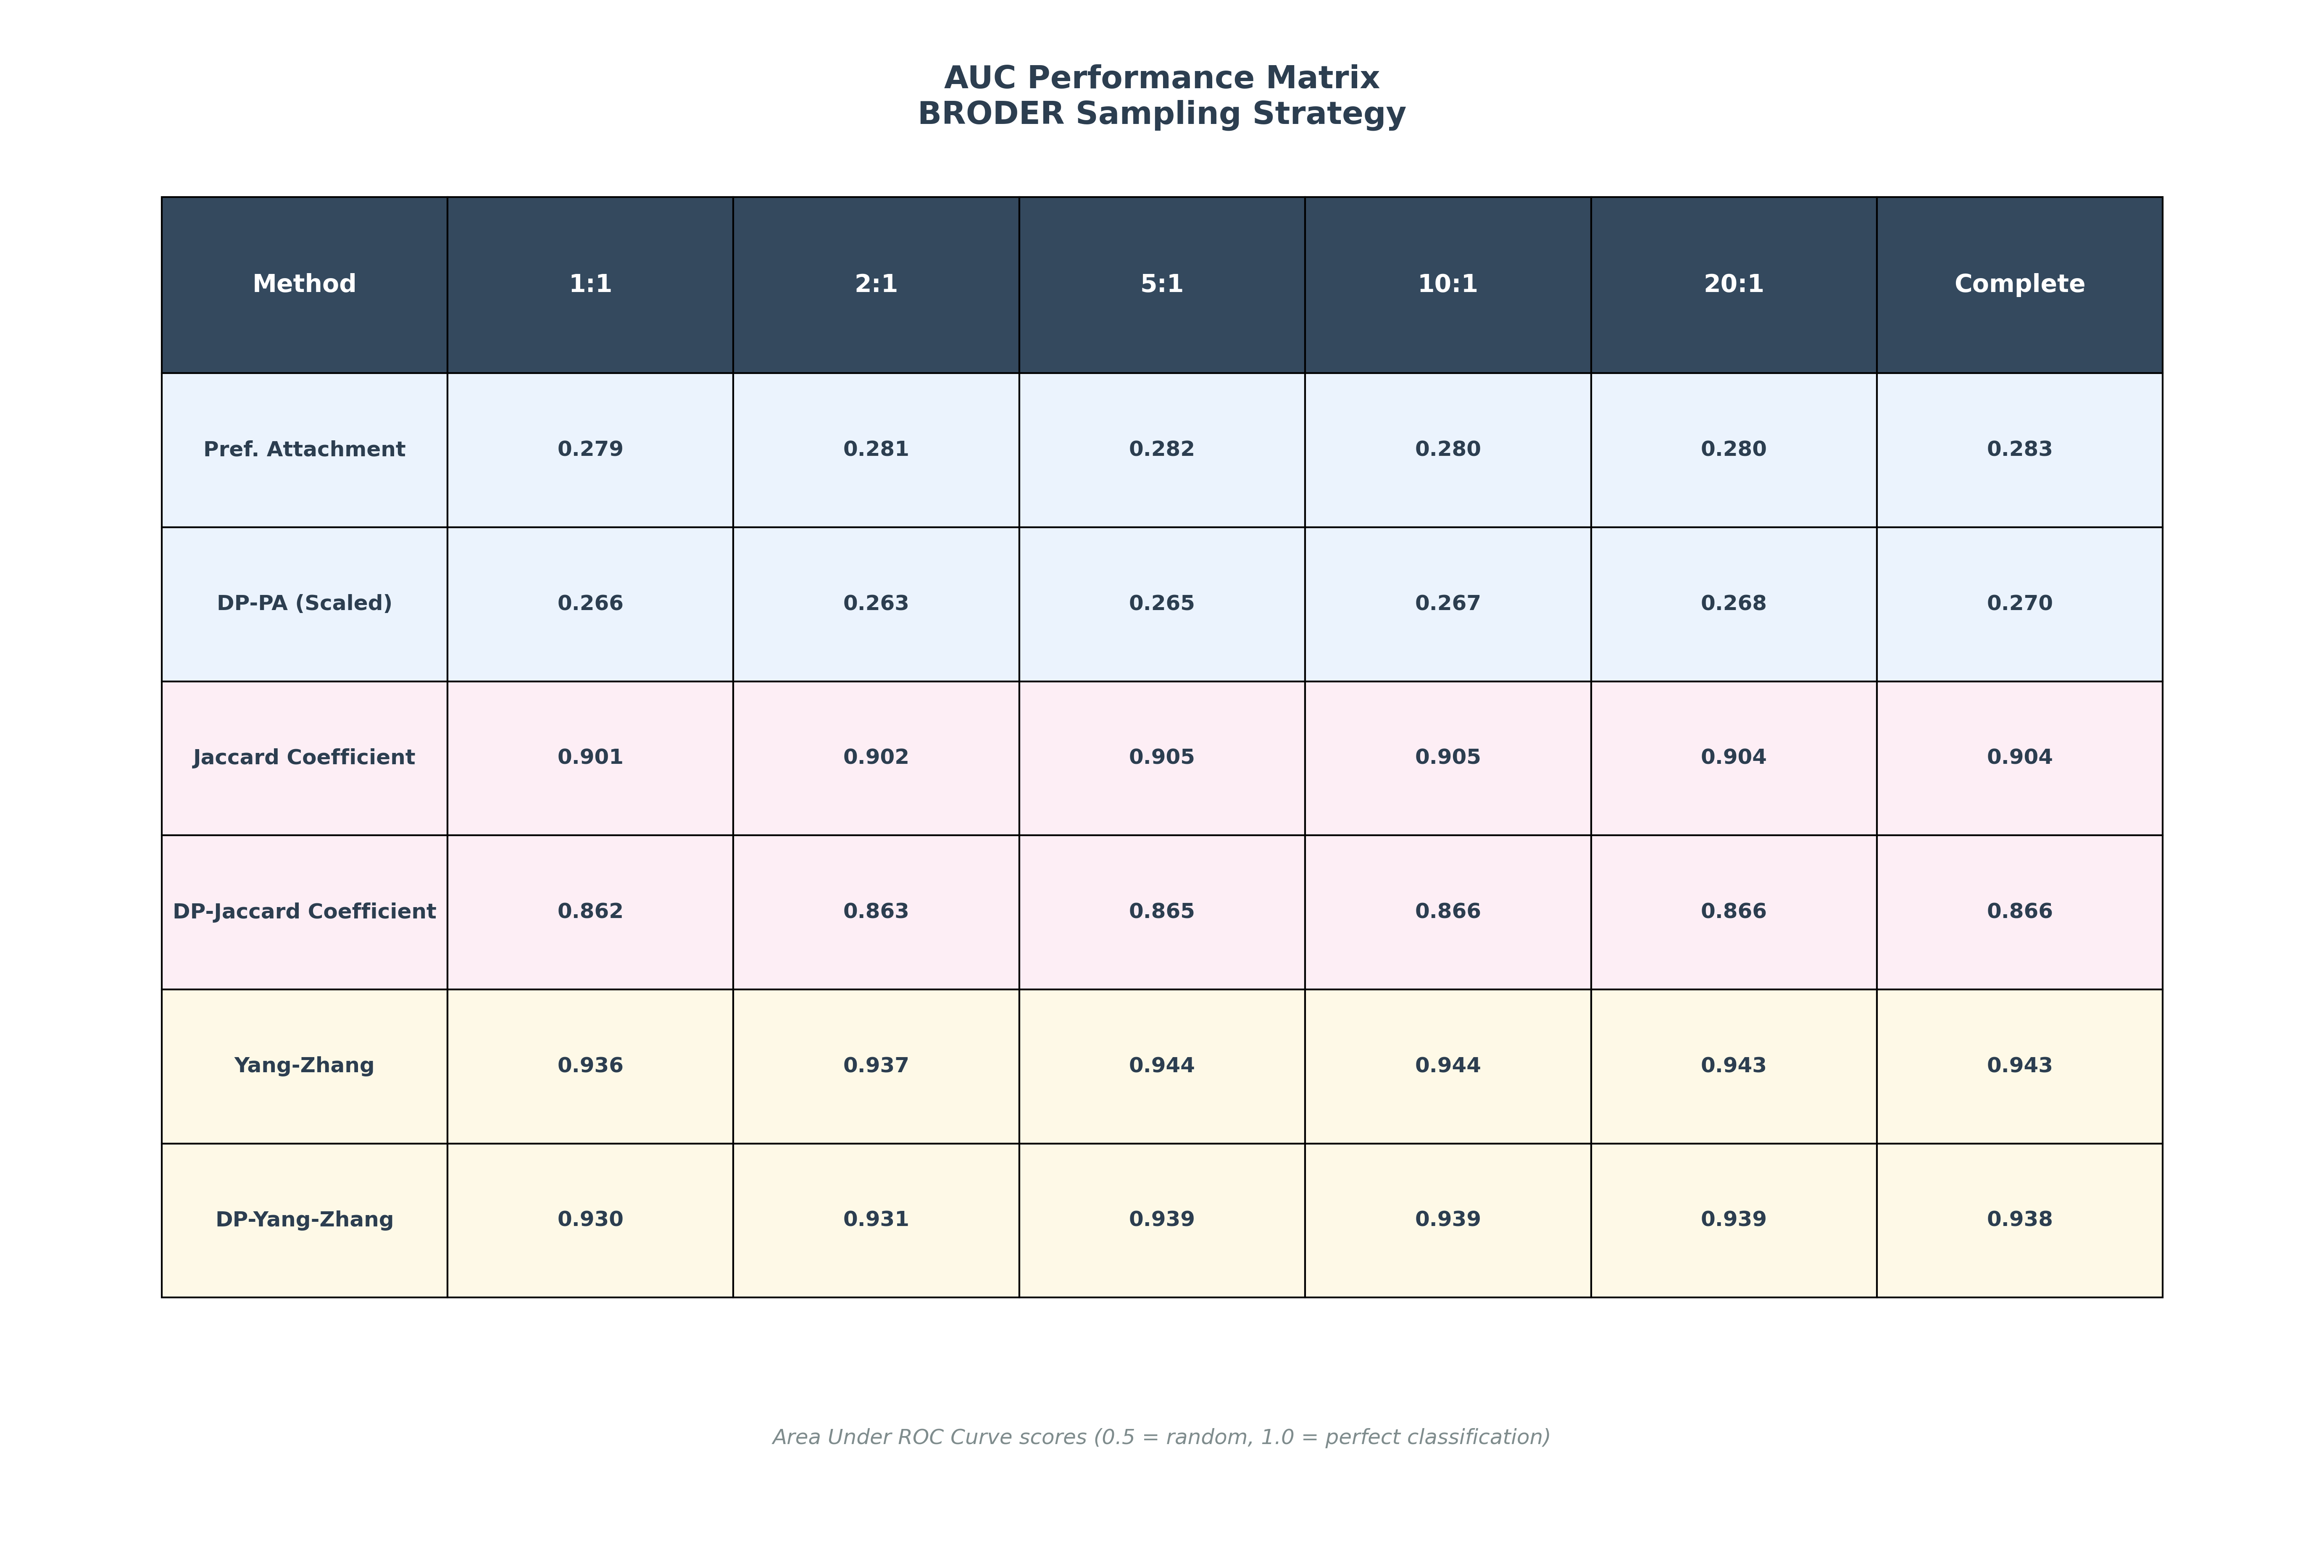 AUC Performance Matrix
BRODER Sampling Strategy
Method 1:1 2:1 5:1 10:1 20:1 Complete
Pref. Attachment 0.279 0.281 0.282 0.280 0.280 0.283
DP-PA (Scaled) 0.266 0.263 0.265 0.267 0.268 0.270
Jaccard Coefficient 0.901 0.902 0.905 0.905 0.904 0.904
DP-Jaccard Coefficient 0.862 0.863 0.865 0.866 0.866 0.866
Yang-Zhang 0.936 0.937 0.944 0.944 0.943 0.943
DP-Yang-Zhang 0.930 0.931 0.939 0.939 0.939 0.938
Area Under ROC Curve scores (0.5 = random, 1.0 = perfect classification)